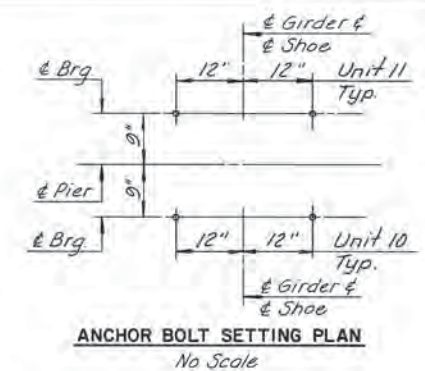 ₵ Girder &
₵ Shoe
₵ Brg.
12"
12"
Unit 11
Typ.
9"
₵ Pier
9"
₵ Brg.
12"
12"
Unit 10
Typ.
₵ Girder &
₵ Shoe
ANCHOR BOLT SETTING PLAN
No Scale